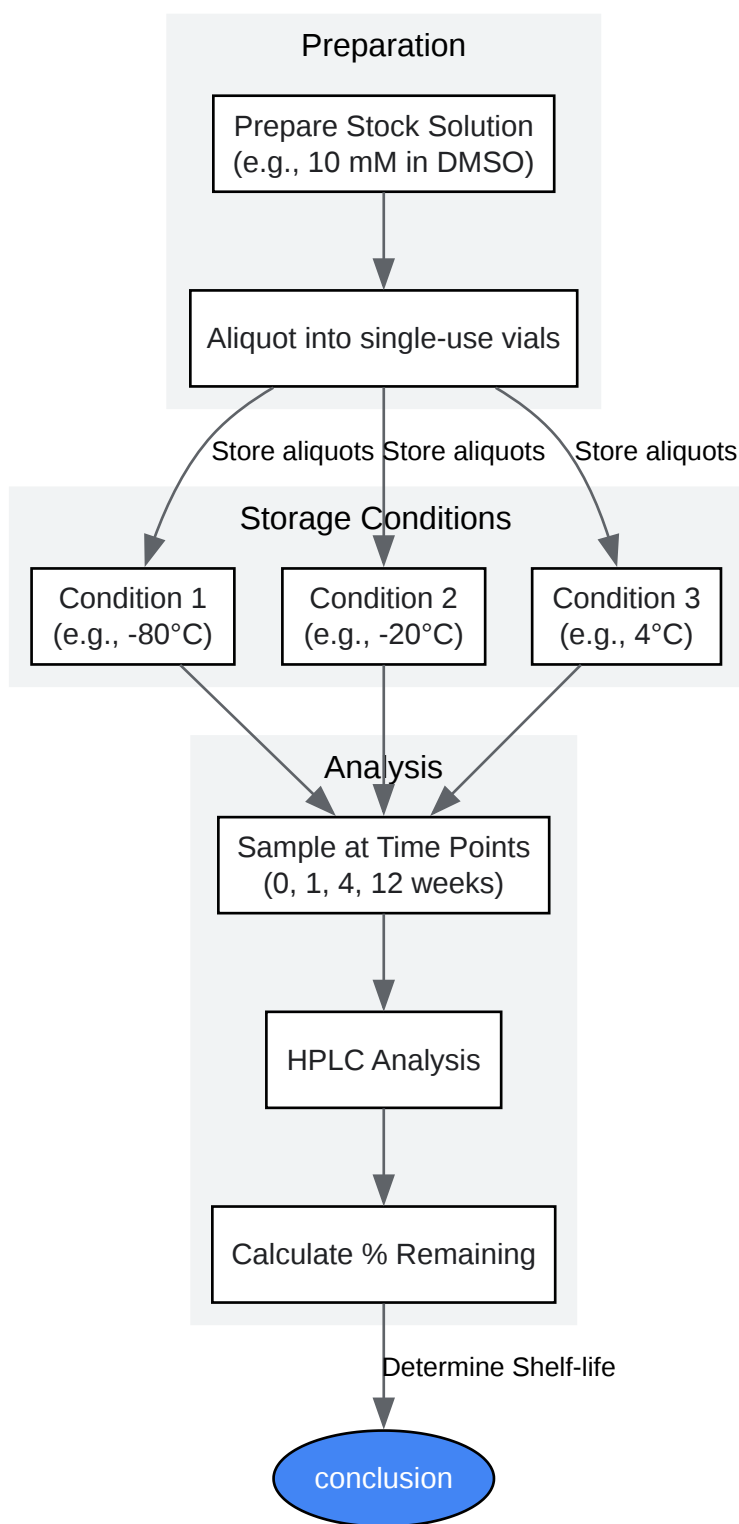 Preparation
Prepare Stock Solution
(e.g., 10 mM in DMSO)
Aliquot into single-use vials
Store aliquots
Store aliquots
Store aliquots
Storage Conditions
Condition 1
(e.g., -80°C)
Condition 2
(e.g., -20°C)
Condition 3
(e.g., 4°C)
Analysis
Sample at Time Points
(0, 1, 4, 12 weeks)
HPLC Analysis
Calculate % Remaining
Determine Shelf-life
conclusion